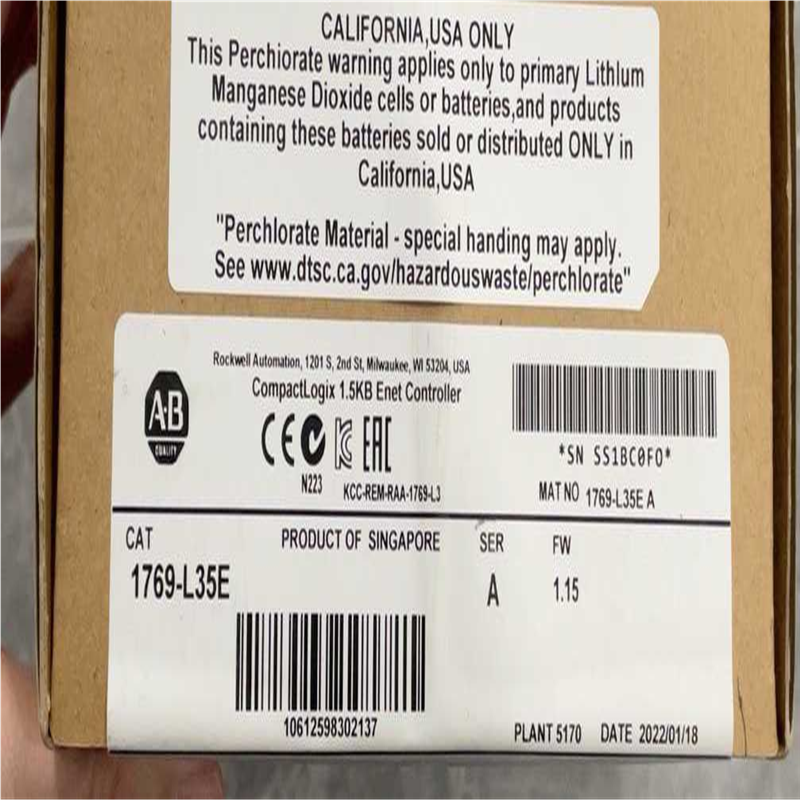 CALIFORNIA,USA ONLY
This Perchiorate warning applies only to primary Lithlum
Manganese Dioxide cells or batteries,and products
containing these batteries sold or distributed ONLY in
California,USA
"Perchlorate Material - special handing may apply.
See www.dtsc.ca.gov/hazardouswaste/perchlorate"
Rockwell Automation, 1201 S, 2nd St, Milwaukee, WI 53204, USA
CompactLogix 1.5KB Enet Controller
A-B
QUALITY
CE
EAC
N223
KCC-REM-RAA-1769-L3
*SN SS1BC0F0*
MAT NO 1769-L35E A
CAT
PRODUCT OF SINGAPORE
SER
FW
1769-L35E
A
1.15
10612598302137
PLANT 5170 DATE 2022/01/18